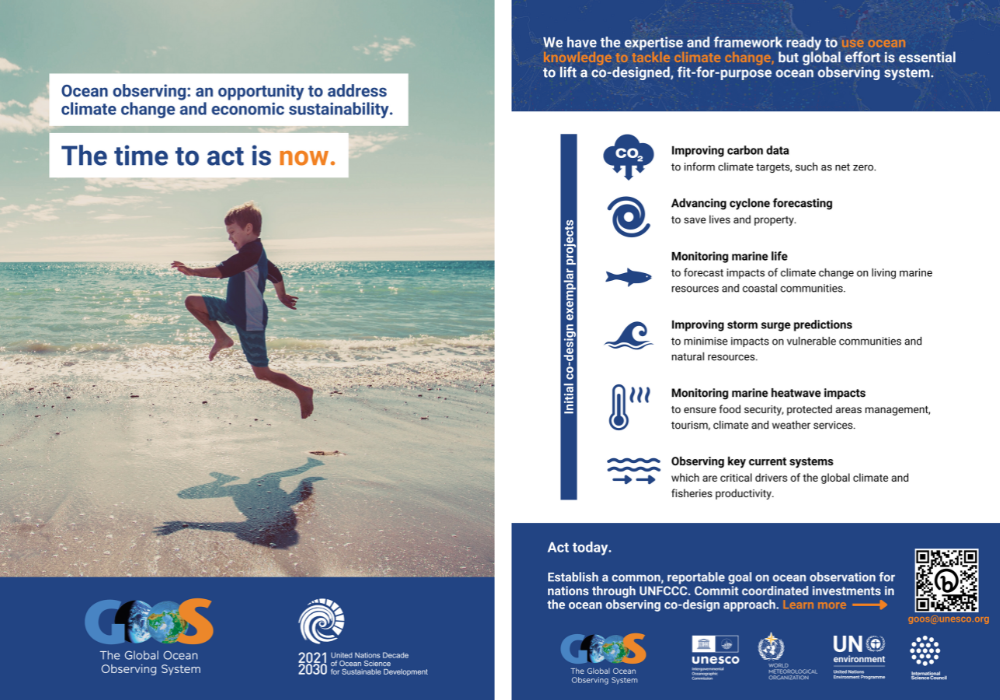 Ocean observing: an opportunity to address
climate change and economic sustainability.
The time to act is now.
GOOS
The Global Ocean
Observing System
2021
2030
United Nations Decade
of Ocean Science
for Sustainable Development
We have the expertise and framework ready to use ocean
knowledge to tackle climate change, but global effort is essential
to lift a co-designed, fit-for-purpose ocean observing system.
Initial co-design exemplar projects
CO2
Improving carbon data
to inform climate targets, such as net zero.
Advancing cyclone forecasting
to save lives and property.
Monitoring marine life
to forecast impacts of climate change on living marine
resources and coastal communities.
Improving storm surge predictions
to minimise impacts on vulnerable communities and
natural resources.
Monitoring marine heatwave impacts
to ensure food security, protected areas management,
tourism, climate and weather services.
Observing key current systems
which are critical drivers of the global climate and
fisheries productivity.
Act today.
Establish a common, reportable goal on ocean observation for
nations through UNFCCC. Commit coordinated investments in
the ocean observing co-design approach. Learn more
b
goos@unesco.org
GOOS
The Global Ocean
Observing System
unesco
Intergovernmental
Oceanographic
Commission
WORLD
METEOROLOGICAL
ORGANIZATION
UN
environment
United Nations
Environment Programme
International
Science Council